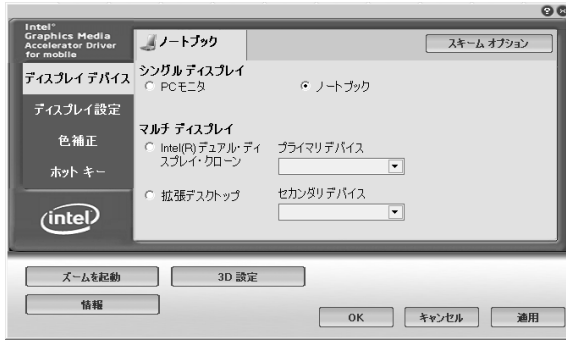 Intel®
Graphics Media
Accelerator Driver
for mobile
ノートブック
スキーム オプション
ディスプレイ デバイス
ディスプレイ設定
色補正
ホット キー
シングル ディスプレイ
PCモニタ
ノートブック
マルチ ディスプレイ
Intel(R) デュアル・ディ
スプレイ・クローン
プライマリ デバイス
拡張デスクトップ
セカンダリ デバイス
intel
ズームを起動
3D 設定
情報
OK
キャンセル
適用